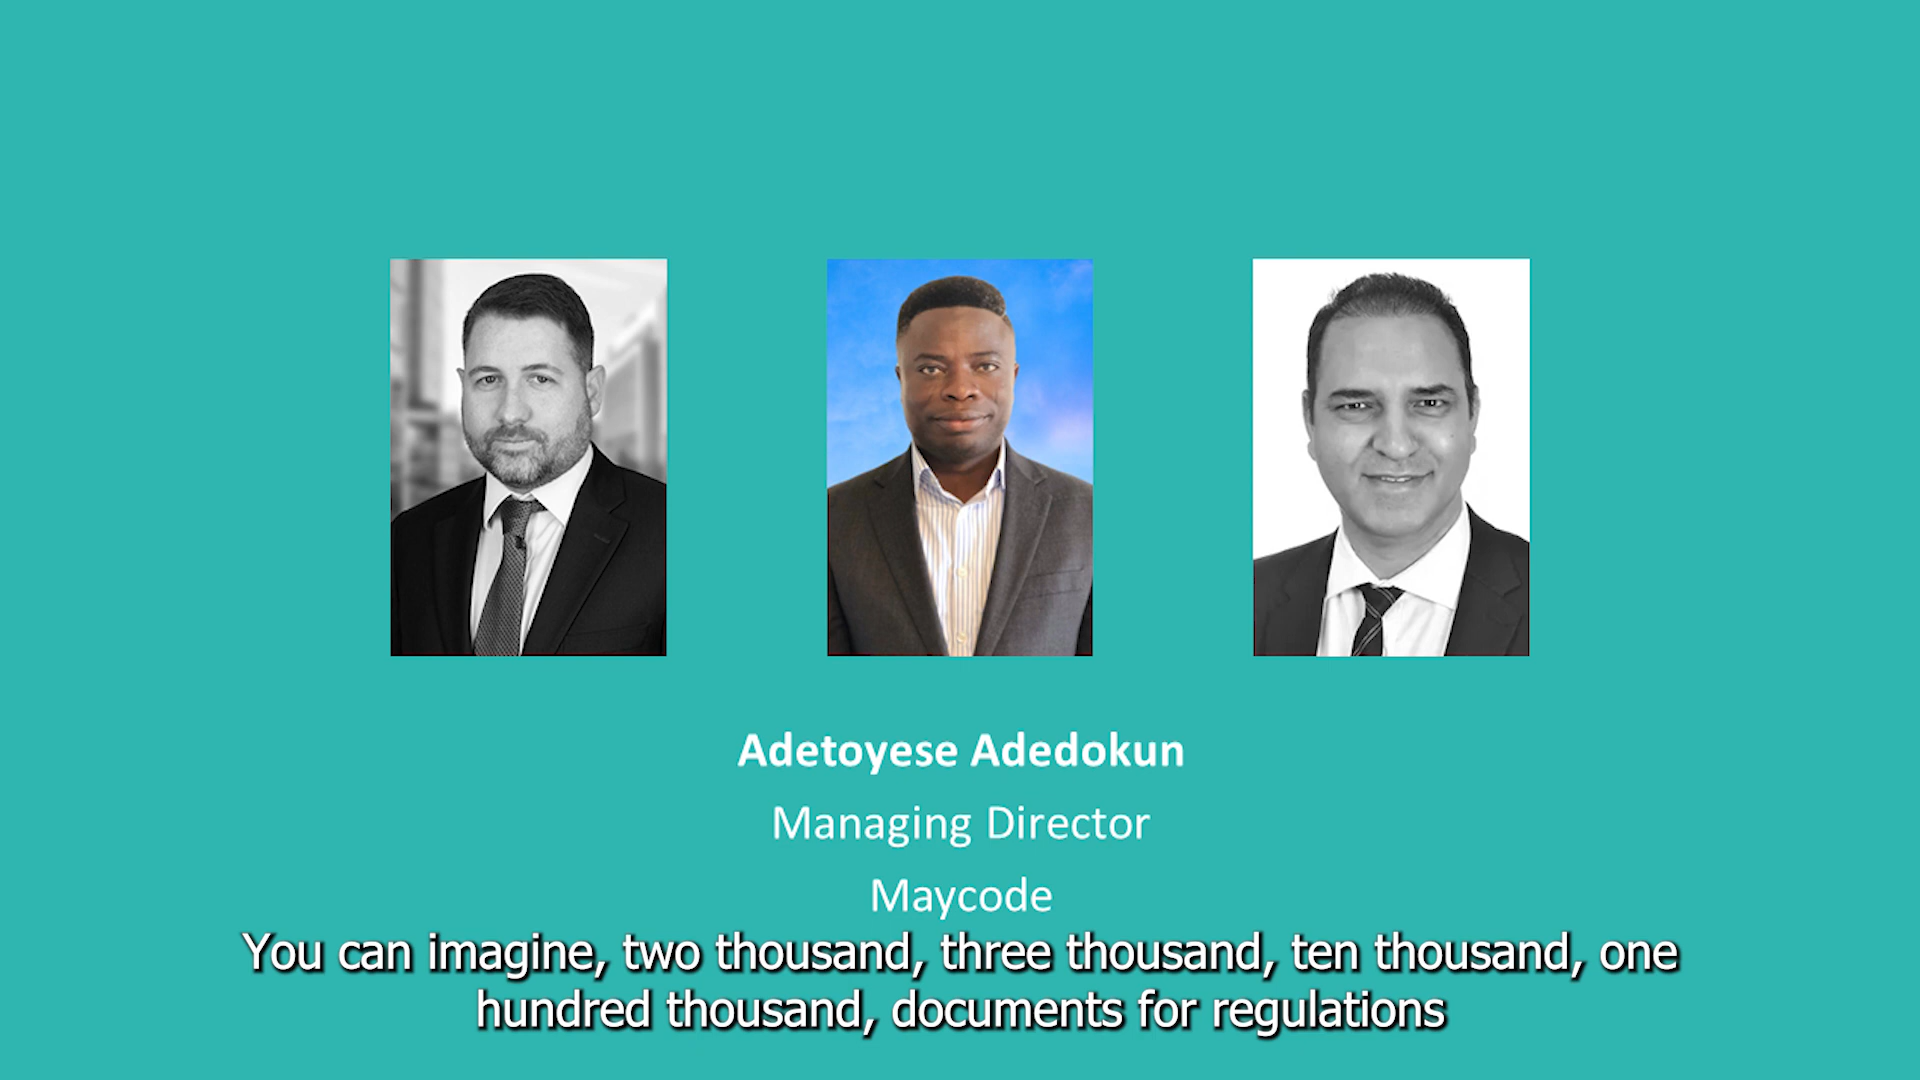 Adetoyese Adedokun
Managing Director
Maycode
You can imagine, two thousand, three thousand, ten thousand, one
hundred thousand, documents for regulations